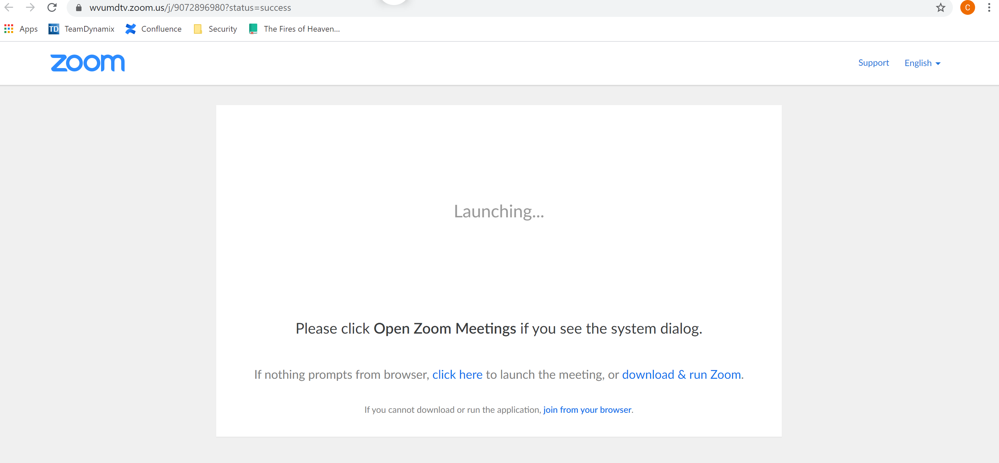 wvumdtv.zoom.us/j/9072896980?status=success
C
Apps
TD TeamDynamix
Confluence
Security
The Fires of Heaven...
zoom
Support
English
Launching...
Please click Open Zoom Meetings if you see the system dialog.
If nothing prompts from browser, click here to launch the meeting, or download & run Zoom.
If you cannot download or run the application, join from your browser.